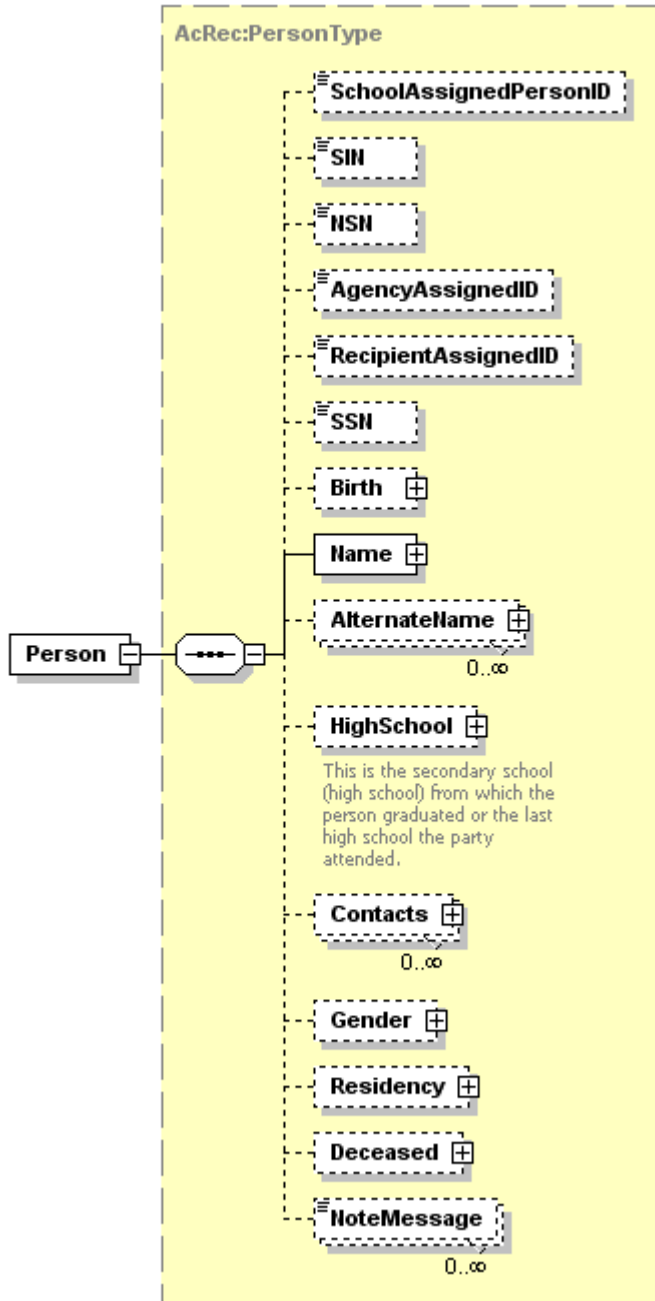 AcRec:PersonType
SchoolAssignedPersonID
SIN
NSN
AgencyAssignedID
RecipientAssignedID
SSN
Birth
Name
AlternateName
0..∞
Person
HighSchool
This is the secondary school
(high school) from which the
person graduated or the last
high school the party
attended.
Contacts
0..∞
Gender
Residency
Deceased
NoteMessage
0..∞